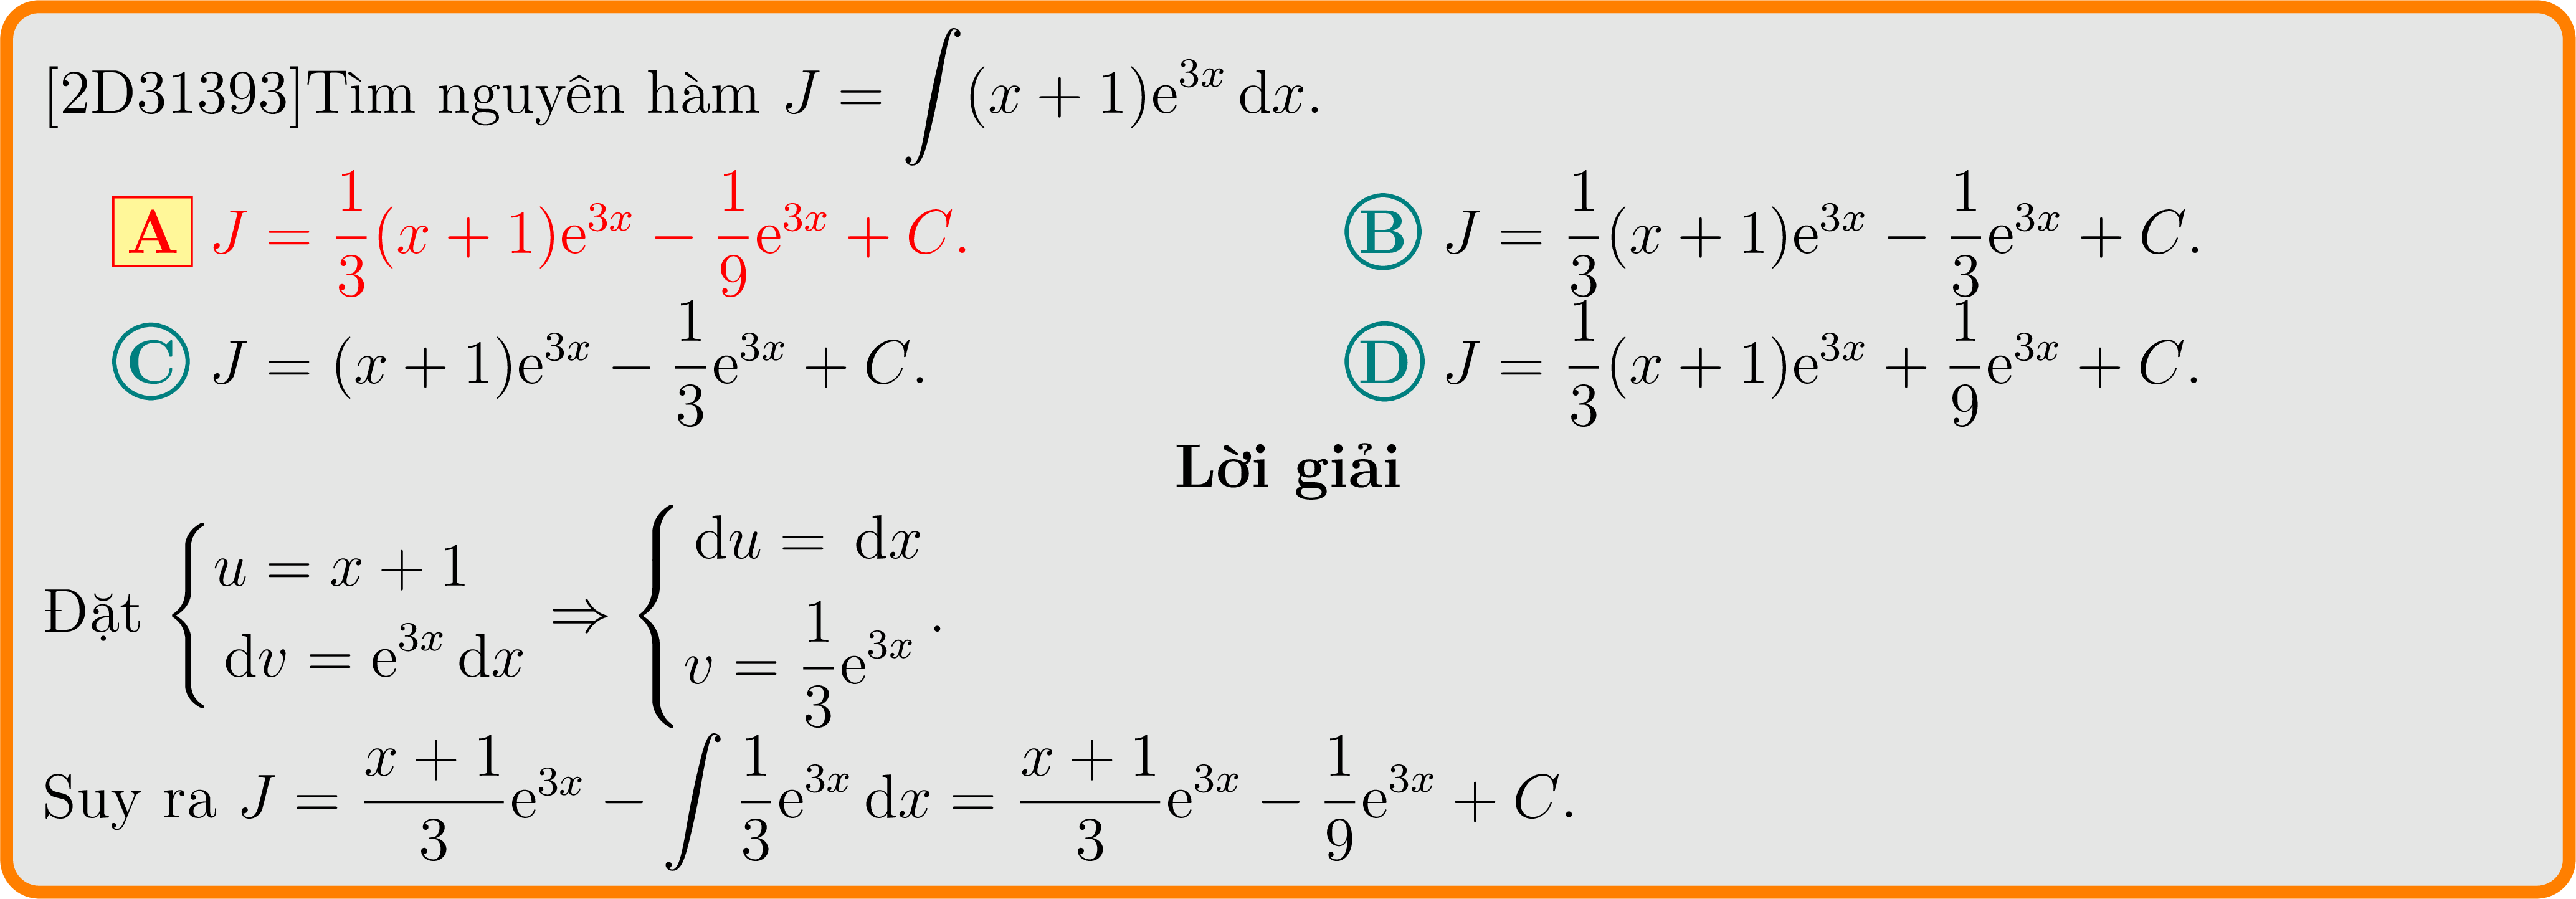 [2D31393]Tìm nguyên hàm $J = \int (x+1)\mathrm{e}^{3x}\,\mathrm{d}x$.
A $J = \frac{1}{3}(x+1)\mathrm{e}^{3x} - \frac{1}{9}\mathrm{e}^{3x} + C$. B $J = \frac{1}{3}(x+1)\mathrm{e}^{3x} - \frac{1}{3}\mathrm{e}^{3x} + C$.
C $J = (x+1)\mathrm{e}^{3x} - \frac{1}{3}\mathrm{e}^{3x} + C$. D $J = \frac{1}{3}(x+1)\mathrm{e}^{3x} + \frac{1}{9}\mathrm{e}^{3x} + C$.
Lời giải
Đặt $\begin{cases} u = x+1 \\ \mathrm{d}v = \mathrm{e}^{3x}\,\mathrm{d}x \end{cases} \Rightarrow \begin{cases} \mathrm{d}u = \mathrm{d}x \\ v = \frac{1}{3}\mathrm{e}^{3x} \end{cases}$.
Suy ra $J = \frac{x+1}{3}\mathrm{e}^{3x} - \int \frac{1}{3}\mathrm{e}^{3x}\,\mathrm{d}x = \frac{x+1}{3}\mathrm{e}^{3x} - \frac{1}{9}\mathrm{e}^{3x} + C$.